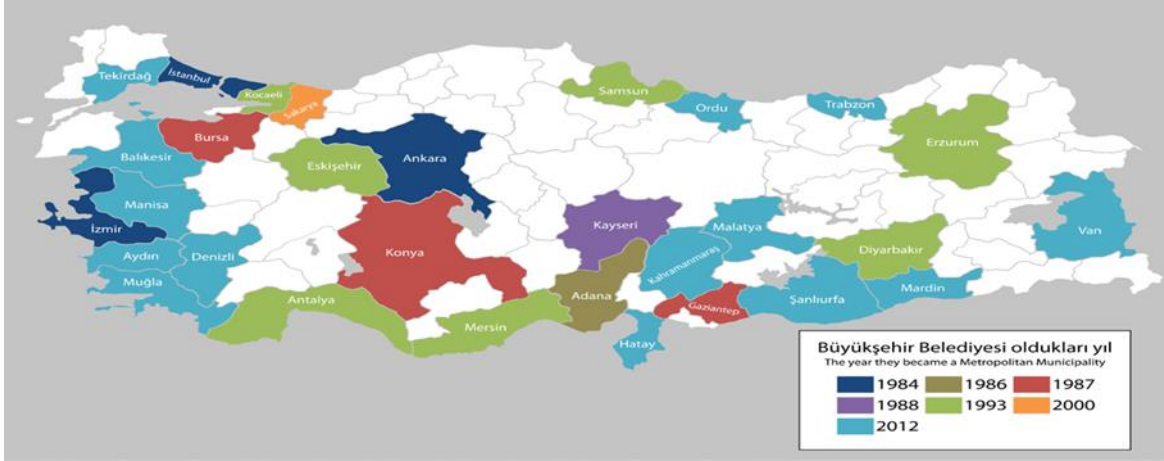 Tekirdağ
İstanbul
Kocaeli
Sakarya
Samsun
Ordu
Trabzon
Erzurum
Bursa
Balıkesir
Eskişehir
Ankara
Manisa
İzmir
Aydın
Denizli
Muğla
Konya
Kayseri
Malatya
Kahramanmaraş
Diyarbakır
Van
Antalya
Mersin
Adana
Gaziantep
Şanlıurfa
Mardin
Hatay
Büyükşehir Belediyesi oldukları yıl
The year they became a Metropolitan Municipality
1984 1986 1987
1988 1993 2000
2012